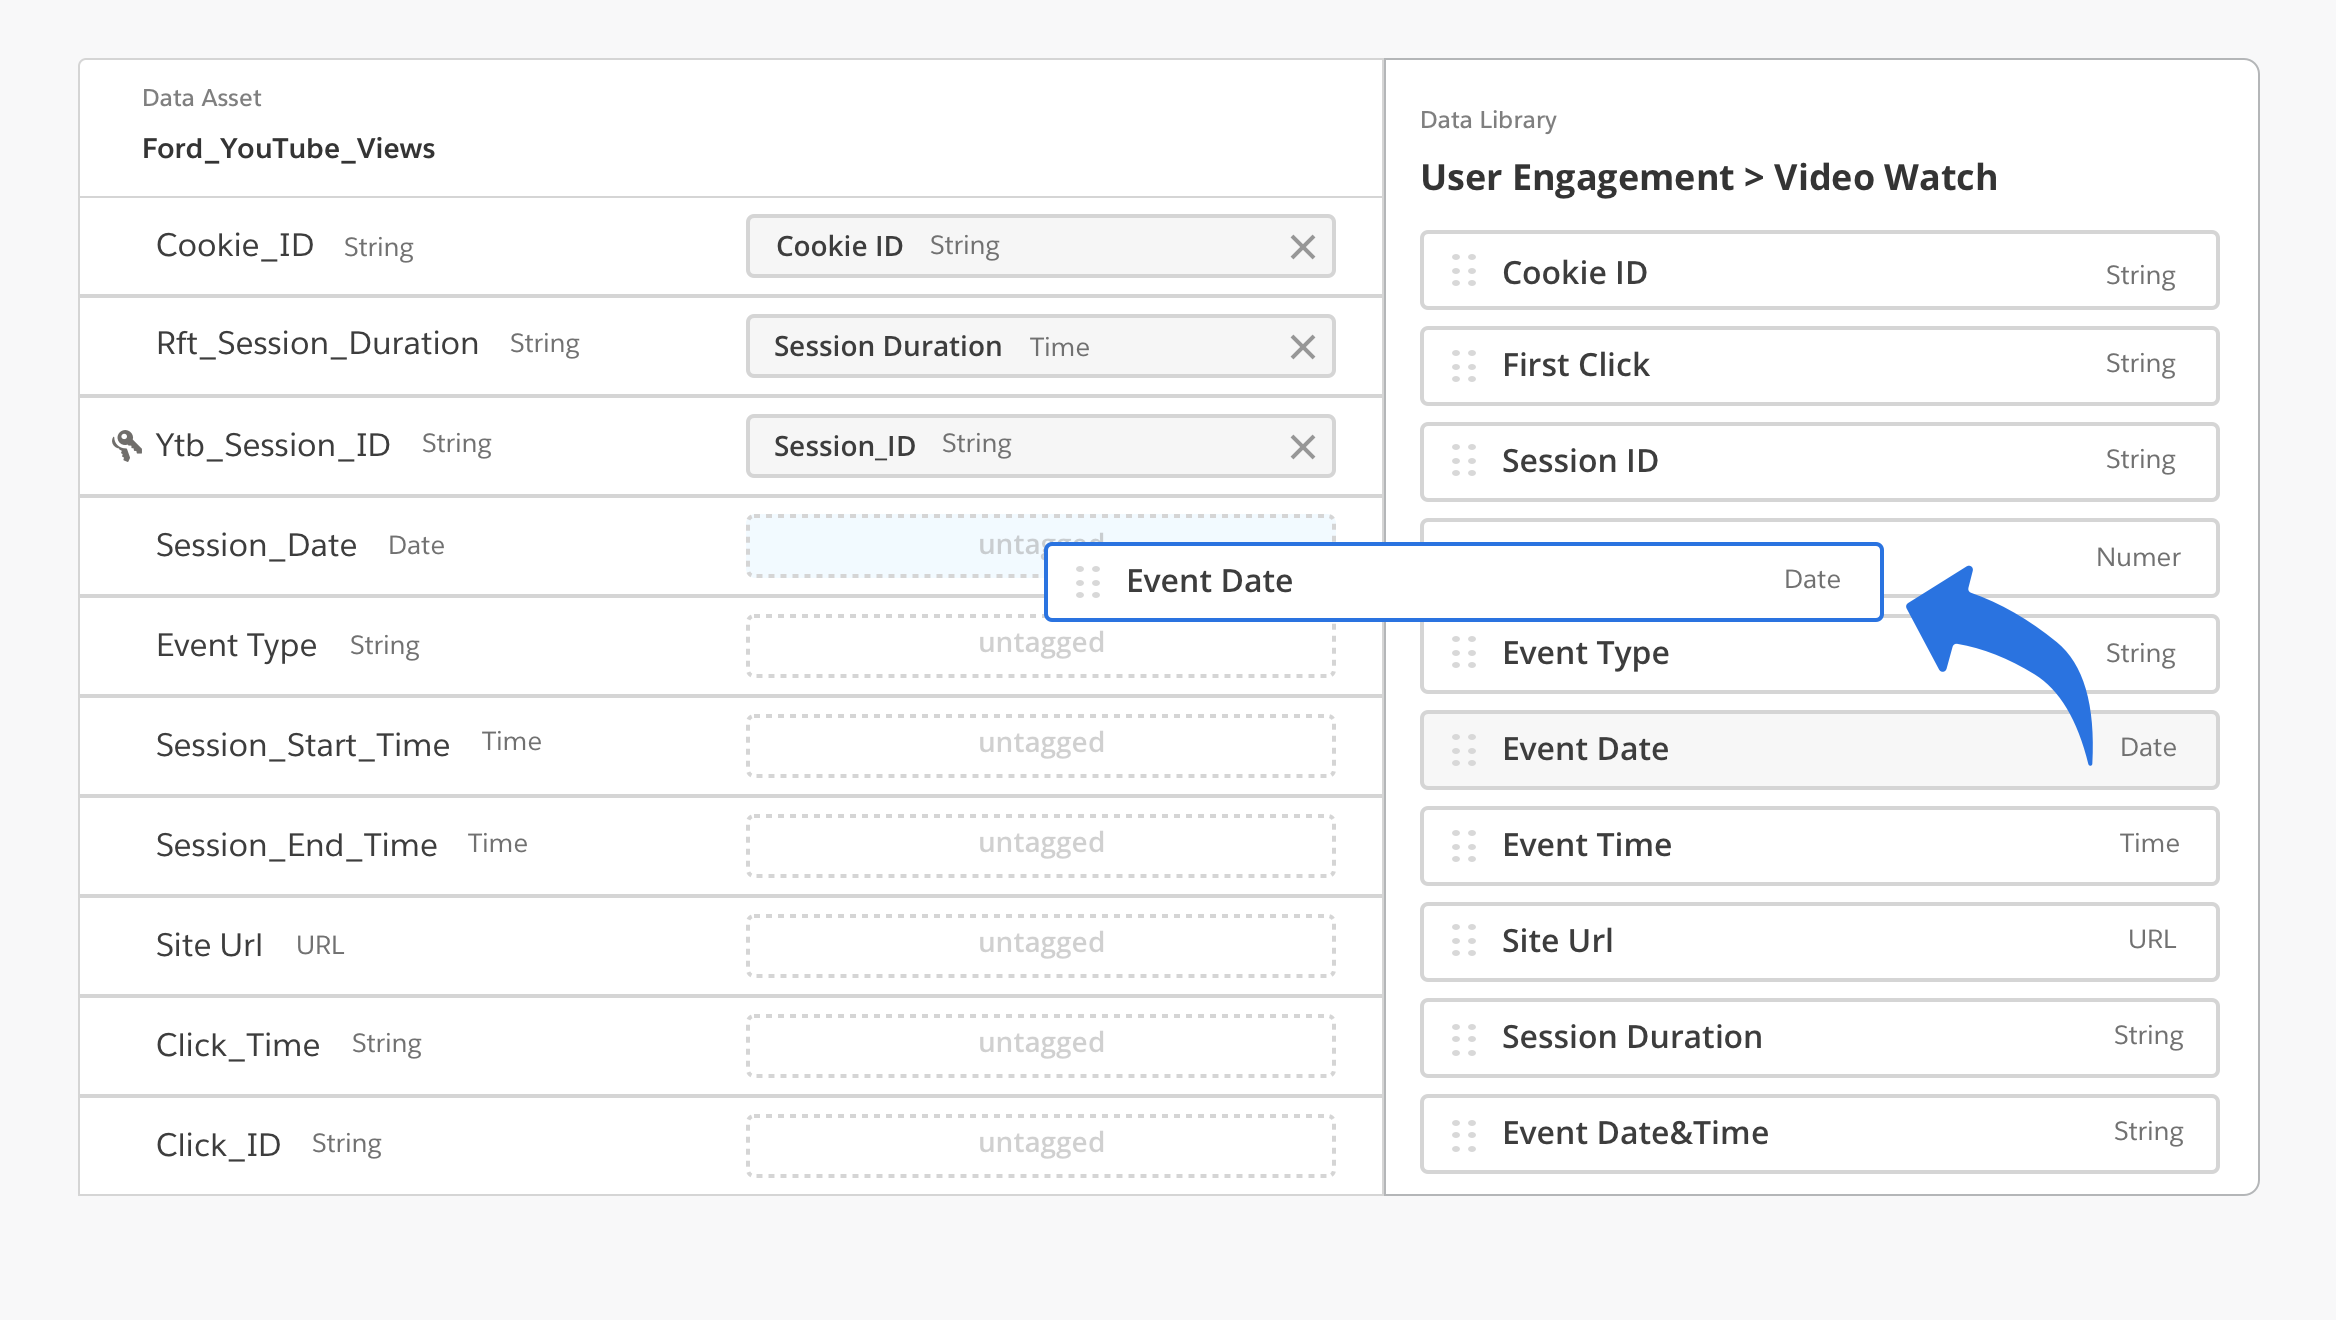 Data Asset
Ford_YouTube_Views
Cookie_ID String Cookie ID String
Rft_Session_Duration String Session Duration Time
Ytb_Session_ID String Session_ID String
Session_Date Date
Event Type String untagged
Session_Start_Time Time untagged
Session_End_Time Time untagged
Site Url URL untagged
Click_Time String untagged
Click_ID String untagged
Event Date Date
Data Library
User Engagement > Video Watch
Cookie ID String
First Click String
Session ID String
Numer
Event Type String
Event Date Date
Event Time Time
Site Url URL
Session Duration String
Event Date&Time String